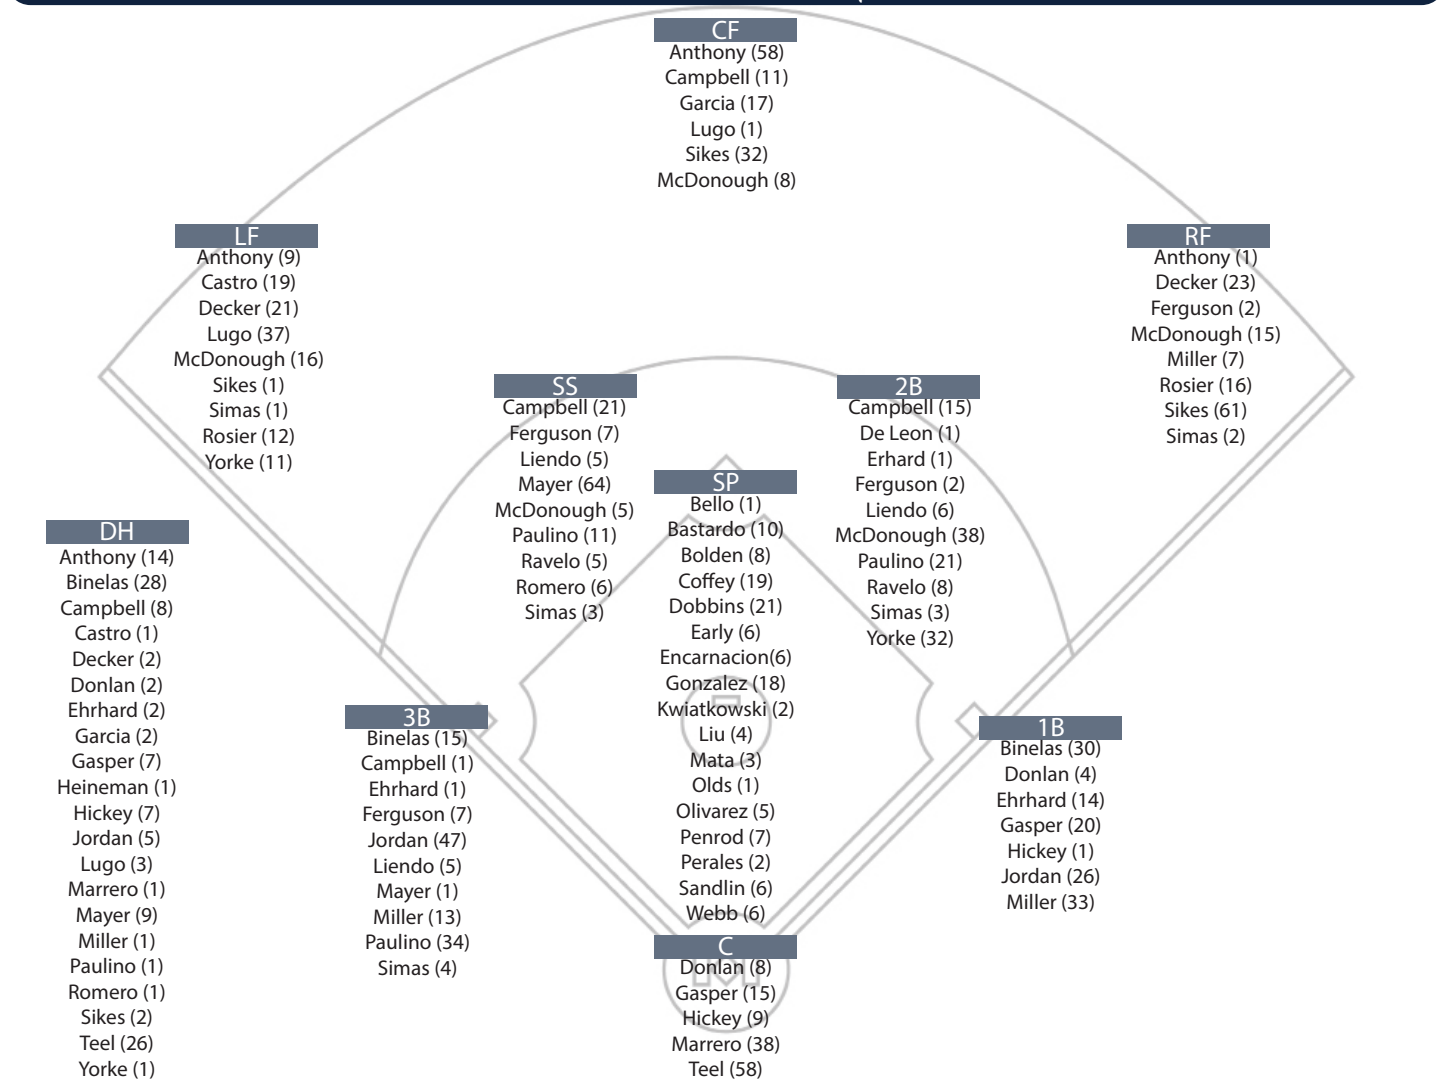 CF
Anthony (58)
Campbell (11)
Garcia (17)
Lugo (1)
Sikes (32)
McDonough (8)
LF
Anthony (9)
Castro (19)
Decker (21)
Lugo (37)
McDonough (16)
Sikes (1)
Simas (1)
Rosier (12)
Yorke (11)
RF
Anthony (1)
Decker (23)
Ferguson (2)
McDonough (15)
Miller (7)
Rosier (16)
Sikes (61)
Simas (2)
SS
Campbell (21)
Ferguson (7)
Liendo (5)
Mayer (64)
McDonough (5)
Paulino (11)
Ravelo (5)
Romero (6)
Simas (3)
2B
Campbell (15)
De Leon (1)
Erhard (1)
Ferguson (2)
Liendo (6)
McDonough (38)
Paulino (21)
Ravelo (8)
Simas (3)
Yorke (32)
SP
Bello (1)
Bastardo (10)
Bolden (8)
Coffey (19)
Dobbins (21)
Early (6)
Encarnacion(6)
Gonzalez (18)
Kwiatkowski (2)
Liu (4)
Mata (3)
Olds (1)
Olivarez (5)
Penrod (7)
Perales (2)
Sandlin (6)
Webb (6)
DH
Anthony (14)
Binelas (28)
Campbell (8)
Castro (1)
Decker (2)
Donlan (2)
Ehrhard (2)
Garcia (2)
Gasper (7)
Heineman (1)
Hickey (7)
Jordan (5)
Lugo (3)
Marrero (1)
Mayer (9)
Miller (1)
Paulino (1)
Romero (1)
Sikes (2)
Teel (26)
Yorke (1)
3B
Binelas (15)
Campbell (1)
Ehrhard (1)
Ferguson (7)
Jordan (47)
Liendo (5)
Mayer (1)
Miller (13)
Paulino (34)
Simas (4)
1B
Binelas (30)
Donlan (4)
Ehrhard (14)
Gasper (20)
Hickey (1)
Jordan (26)
Miller (33)
C
Donlan (8)
Gasper (15)
Hickey (9)
Marrero (38)
Teel (58)